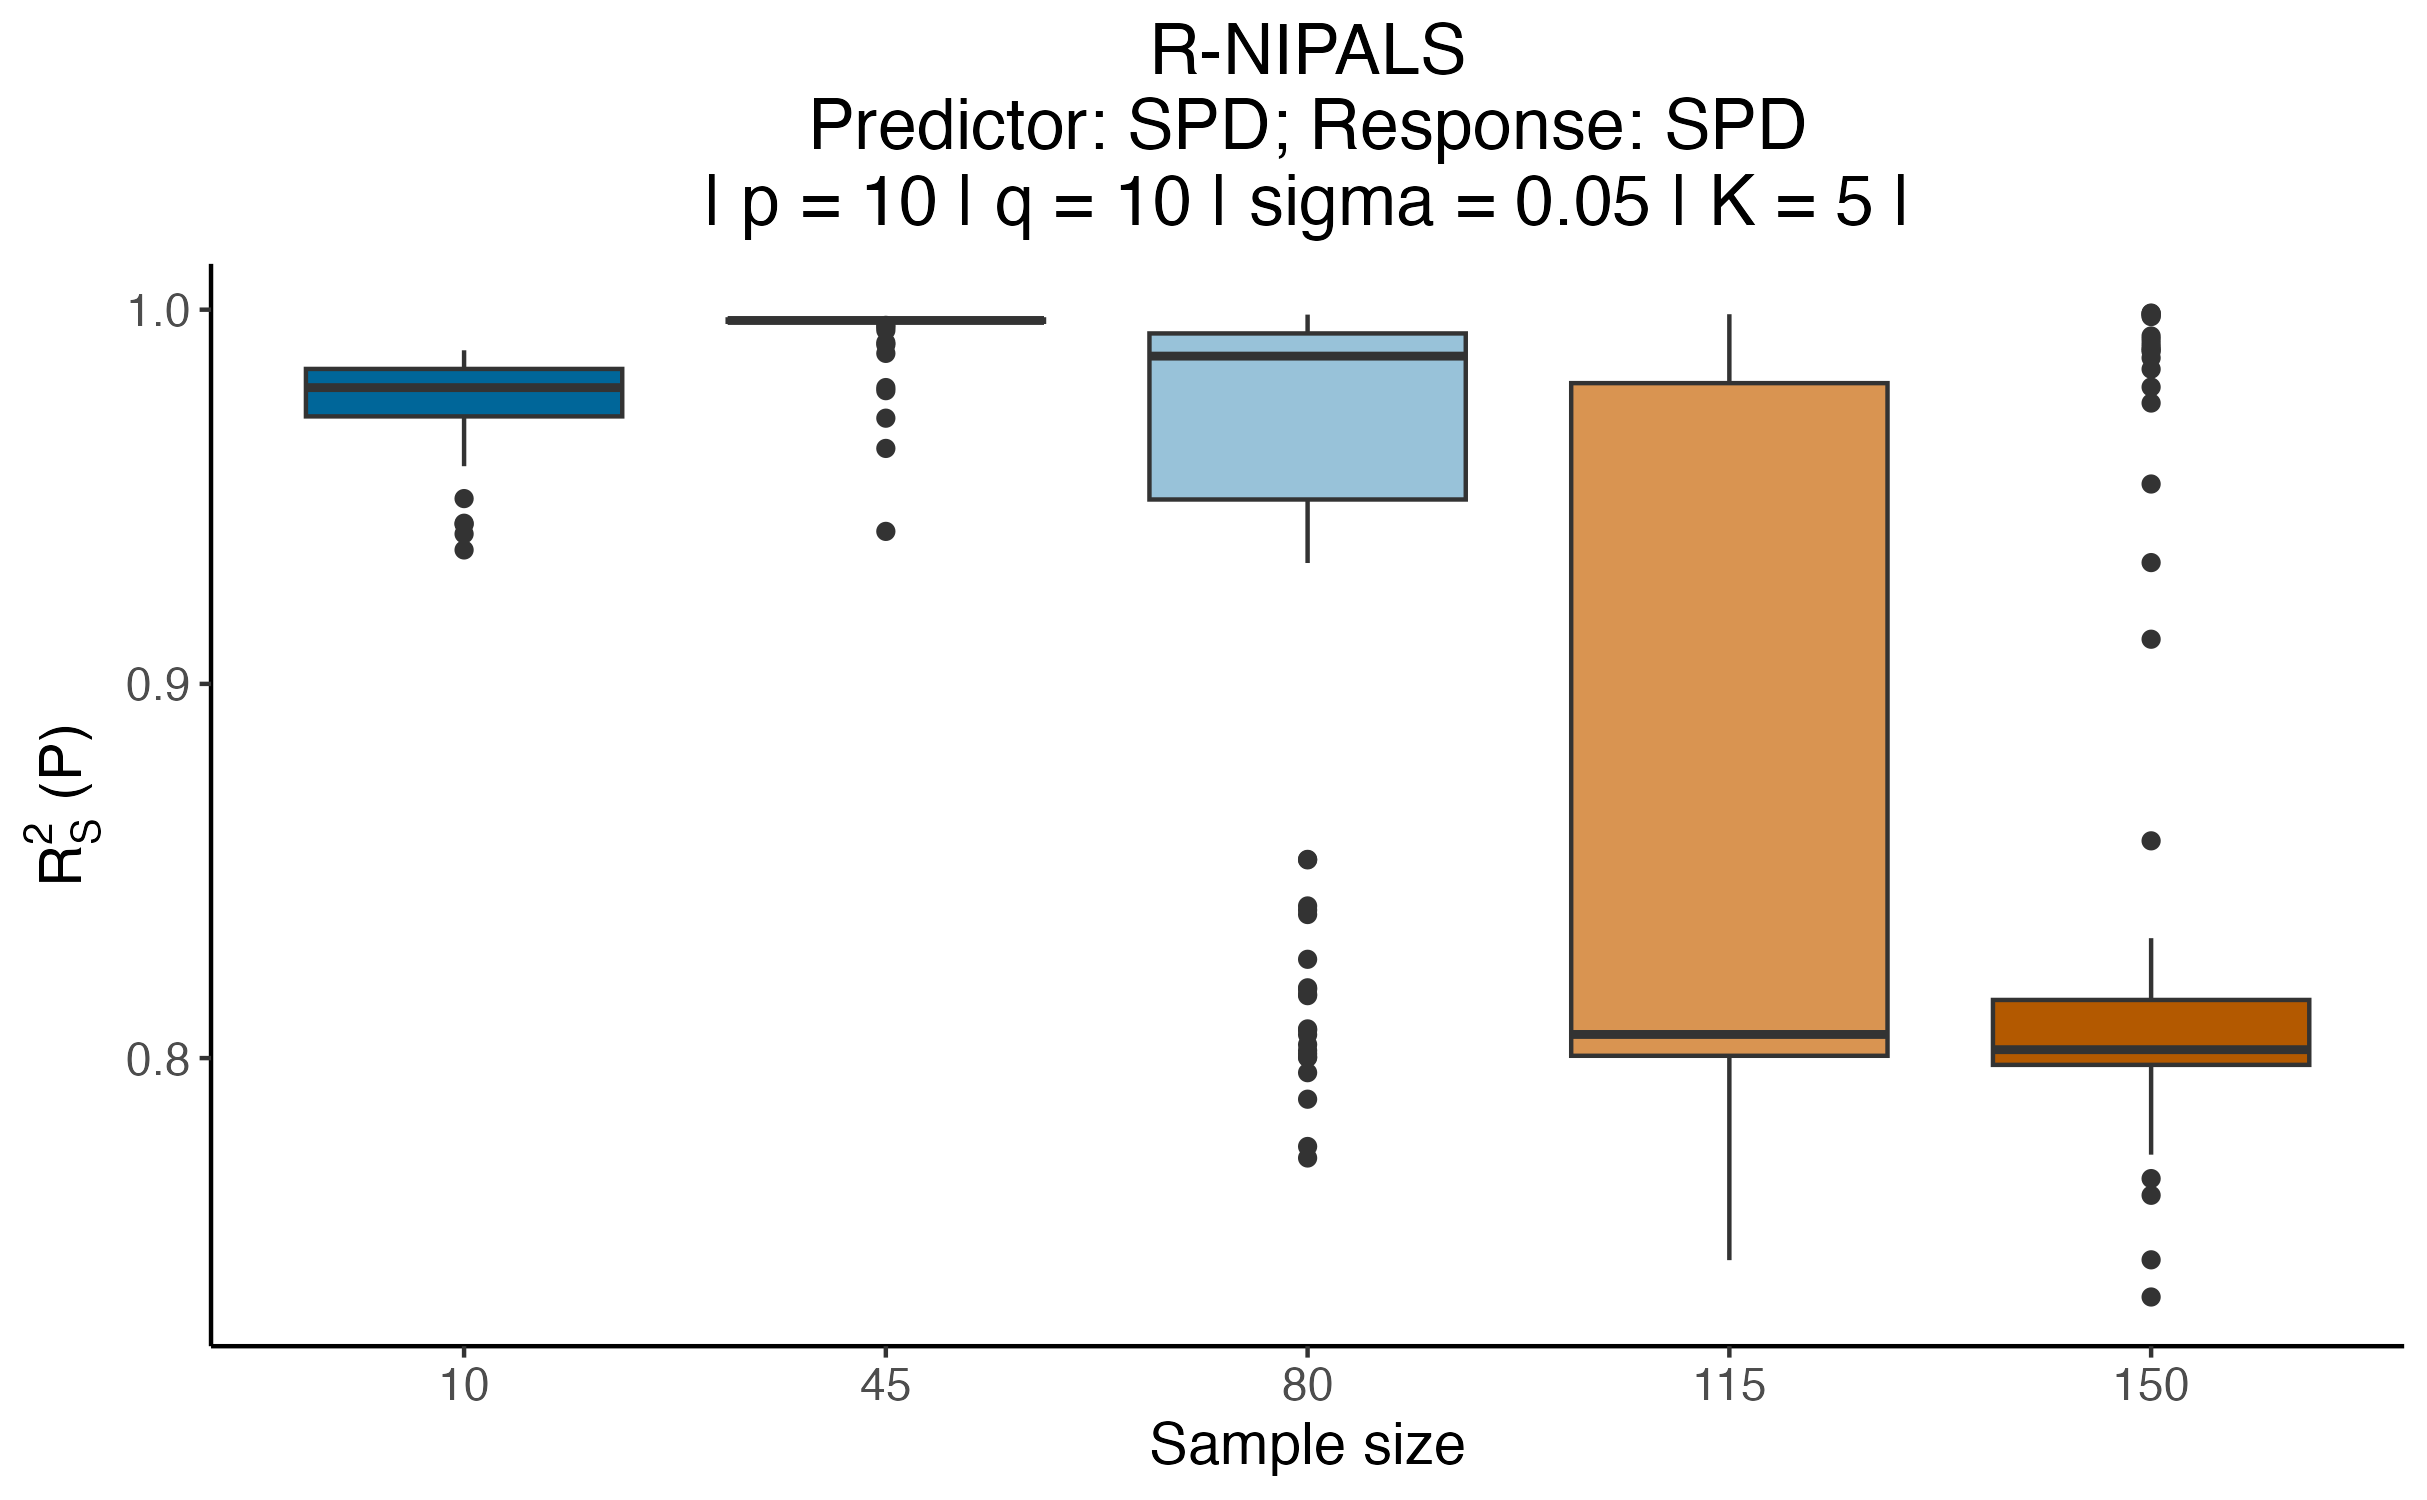 R-NIPALS
Predictor: SPD; Response: SPD
| p = 10 | q = 10 | sigma = 0.05 | K = 5 |
1.0
0.9
0.8
R²S (P)
10 45 80 115 150
Sample size